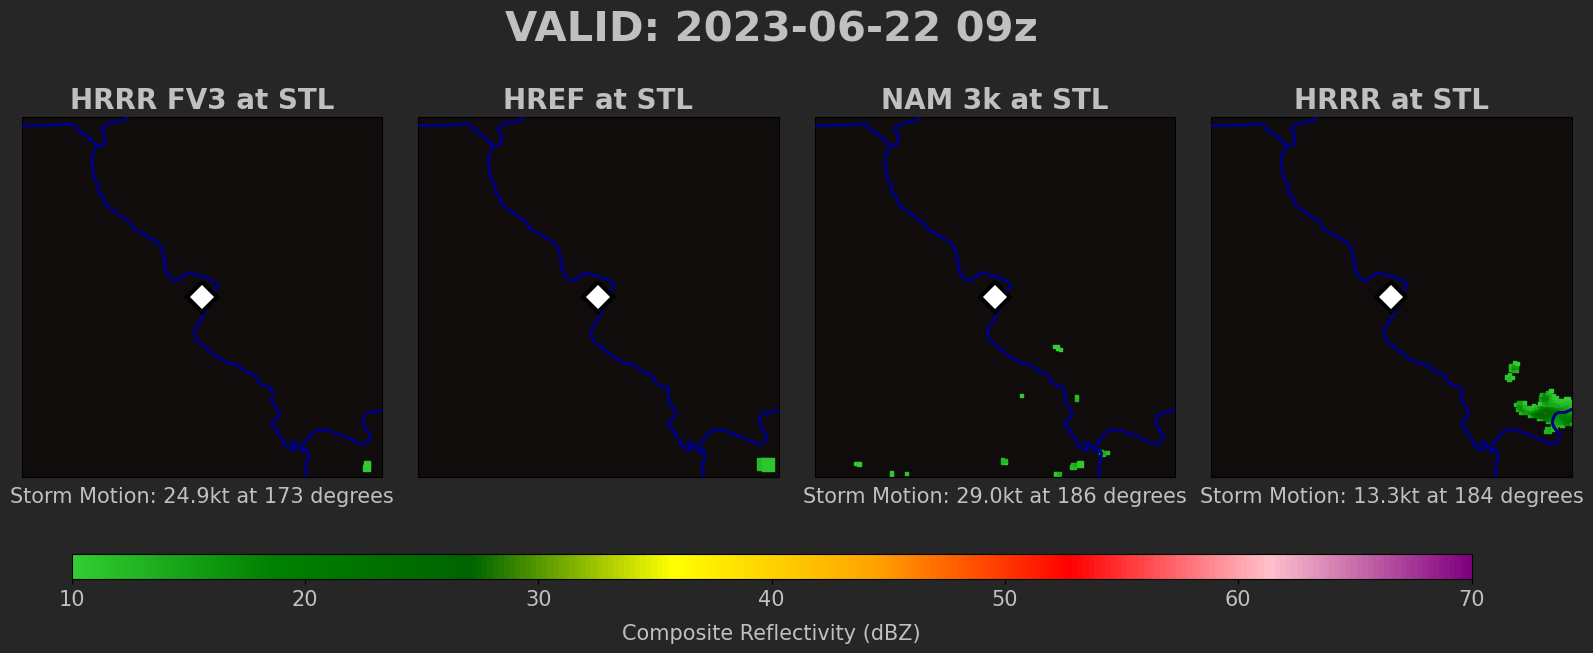 VALID: 2023-06-22 09z
HRRR FV3 at STL
HREF at STL
NAM 3k at STL
HRRR at STL
Storm Motion: 24.9kt at 173 degrees
Storm Motion: 29.0kt at 186 degrees
Storm Motion: 13.3kt at 184 degrees
10 20 30 40 50 60 70
Composite Reflectivity (dBZ)